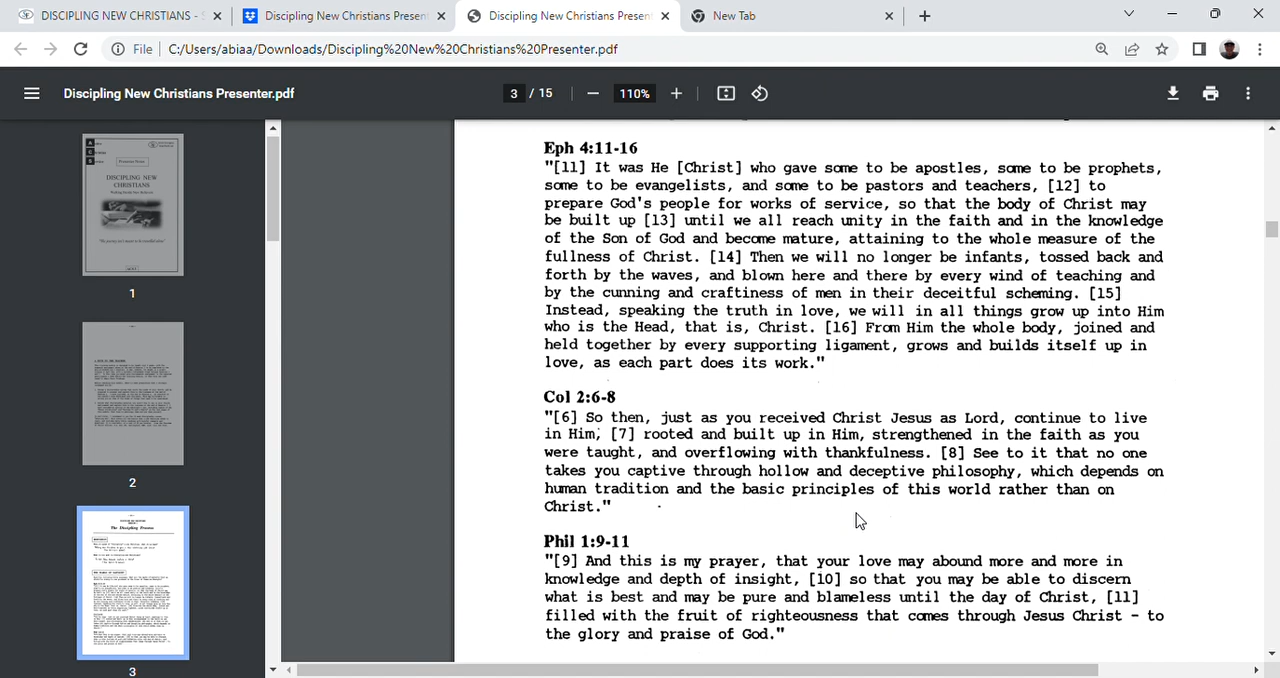 DISCIPLING NEW CHRISTIANS - S
Discipling New Christians Present
Discipling New Christians Present
New Tab
File
C:/Users/abiaa/Downloads/Discipling%20New%20Christians%20Presenter.pdf
Discipling New Christians Presenter.pdf
3 / 15
110%
DISCIPLING NEW
CHRISTIANS
1
2
The Discipling Process
3
Eph 4:11-16
"[11] It was He [Christ] who gave some to be apostles, some to be prophets,
some to be evangelists, and some to be pastors and teachers, [12] to
prepare God's people for works of service, so that the body of Christ may
be built up [13] until we all reach unity in the faith and in the knowledge
of the Son of God and become mature, attaining to the whole measure of the
fullness of Christ. [14] Then we will no longer be infants, tossed back and
forth by the waves, and blown here and there by every wind of teaching and
by the cunning and craftiness of men in their deceitful scheming. [15]
Instead, speaking the truth in love, we will in all things grow up into Him
who is the Head, that is, Christ. [16] From Him the whole body, joined and
held together by every supporting ligament, grows and builds itself up in
love, as each part does its work."
Col 2:6-8
"[6] So then, just as you received Christ Jesus as Lord, continue to live
in Him; [7] rooted and built up in Him, strengthened in the faith as you
were taught, and overflowing with thankfulness. [8] See to it that no one
takes you captive through hollow and deceptive philosophy, which depends on
human tradition and the basic principles of this world rather than on
Christ."
Phil 1:9-11
"[9] And this is my prayer, that your love may abound more and more in
knowledge and depth of insight, [10] so that you may be able to discern
what is best and may be pure and blameless until the day of Christ, [11]
filled with the fruit of righteousness that comes through Jesus Christ - to
the glory and praise of God."